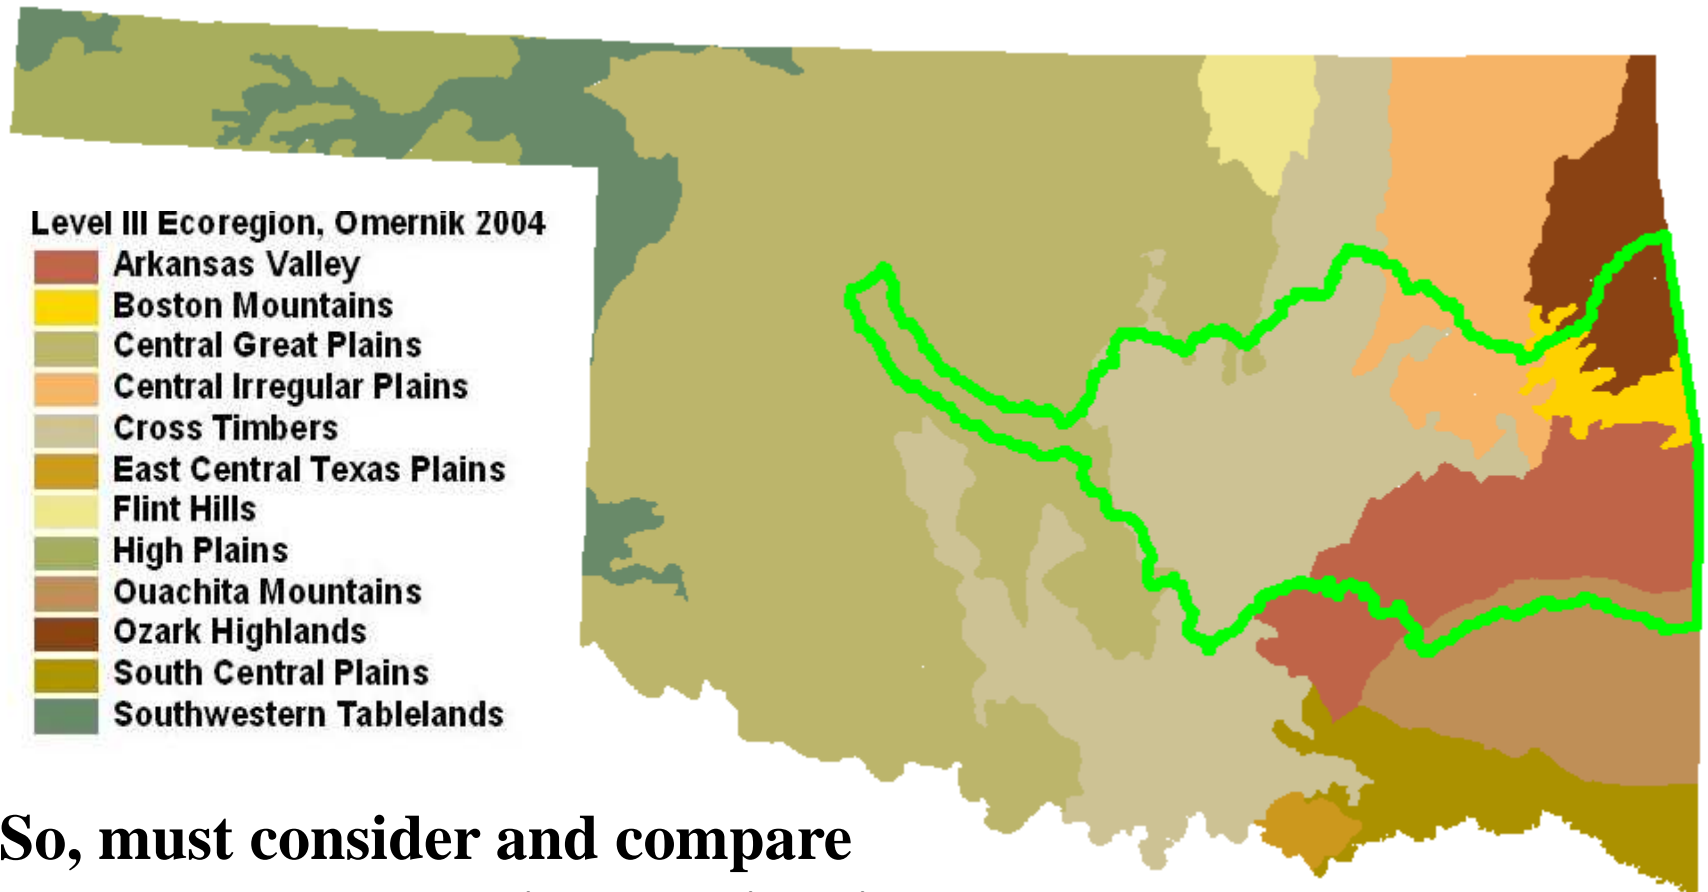 Level III Ecoregion, Omernik 2004
Arkansas Valley
Boston Mountains
Central Great Plains
Central Irregular Plains
Cross Timbers
East Central Texas Plains
Flint Hills
High Plains
Ouachita Mountains
Ozark Highlands
South Central Plains
Southwestern Tablelands
So, must consider and compare